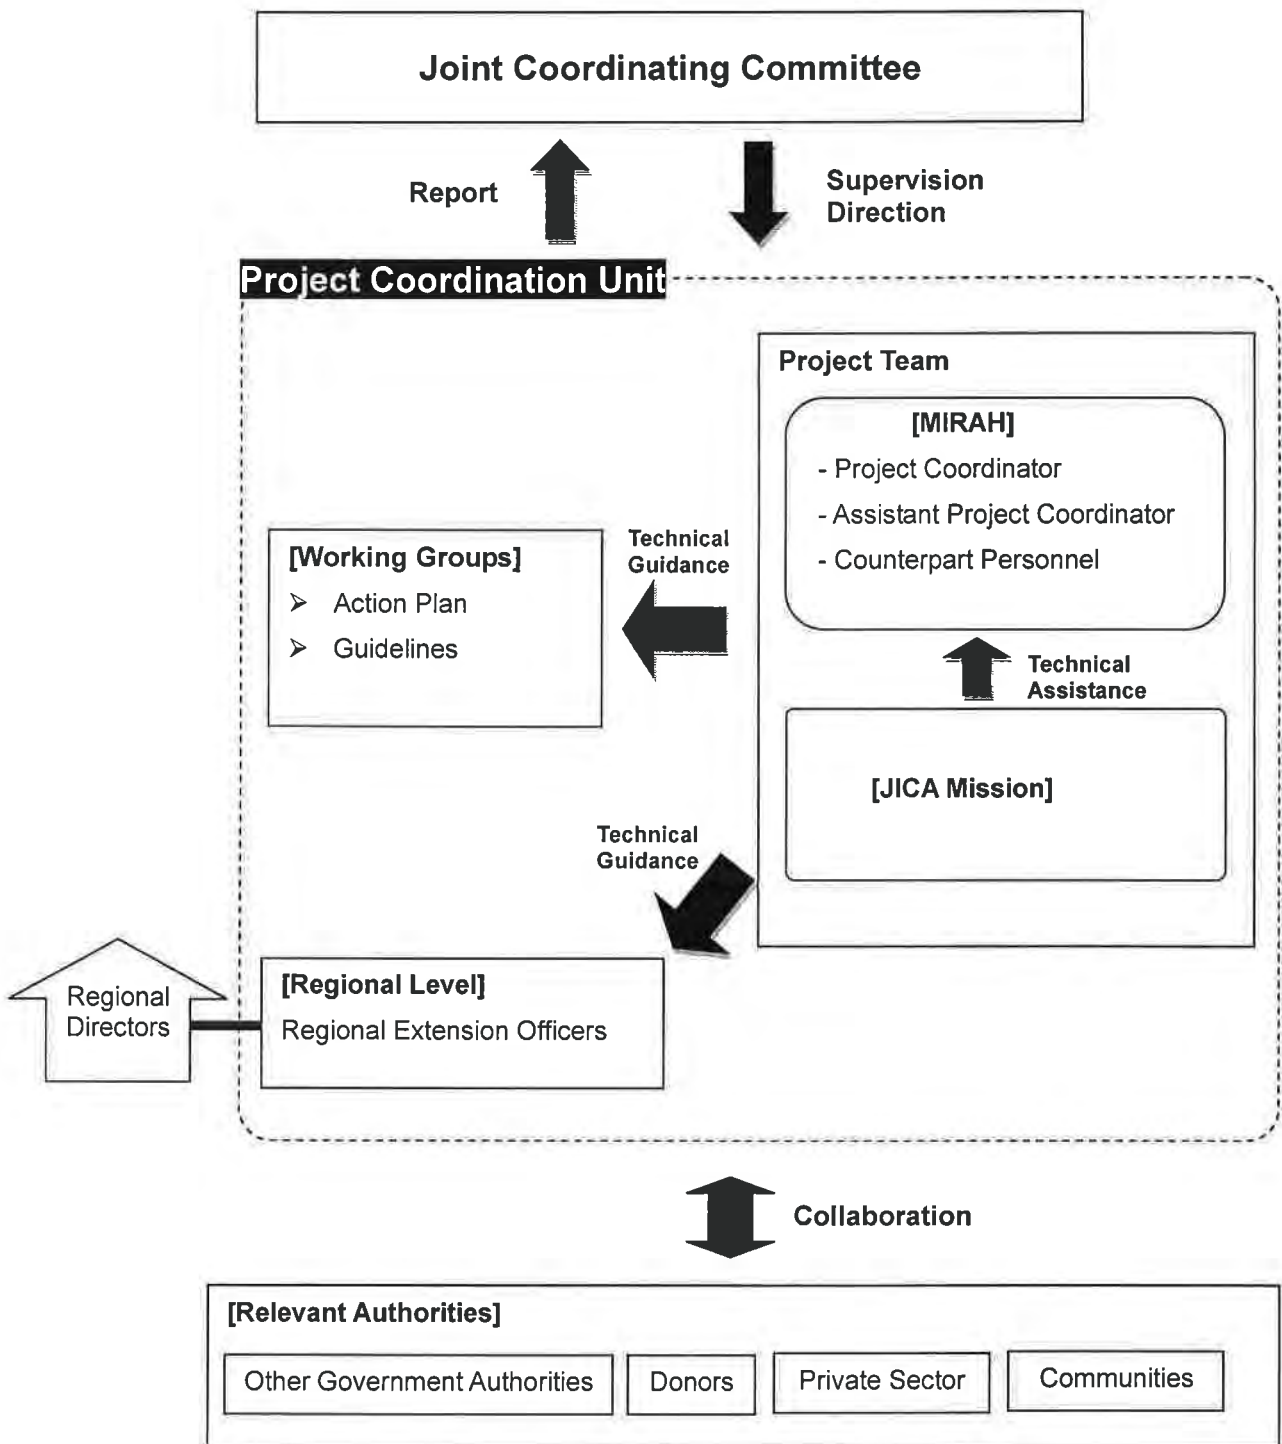 Joint Coordinating Committee
Report
Supervision
Direction
Project Coordination Unit
Project Team
[MIRAH]
- Project Coordinator
- Assistant Project Coordinator
- Counterpart Personnel
Technical
Guidance
[Working Groups]
➢ Action Plan
➢ Guidelines
Technical
Assistance
[JICA Mission]
Technical
Guidance
Regional
Directors
[Regional Level]
Regional Extension Officers
Collaboration
[Relevant Authorities]
Other Government Authorities
Donors
Private Sector
Communities